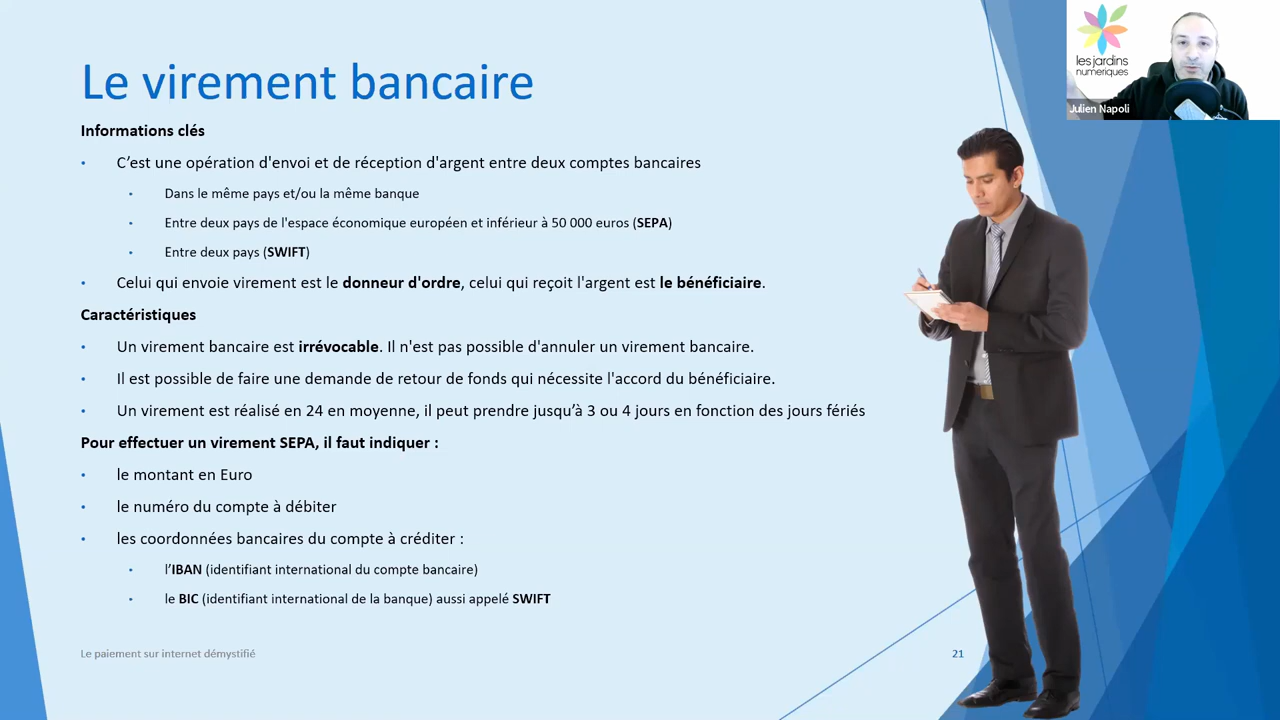 Le virement bancaire
Informations clés
• C’est une opération d'envoi et de réception d'argent entre deux comptes bancaires
• Dans le même pays et/ou la même banque
• Entre deux pays de l'espace économique européen et inférieur à 50 000 euros (SEPA)
• Entre deux pays (SWIFT)
• Celui qui envoie virement est le donneur d'ordre, celui qui reçoit l'argent est le bénéficiaire.
Caractéristiques
• Un virement bancaire est irrévocable. Il n'est pas possible d'annuler un virement bancaire.
• Il est possible de faire une demande de retour de fonds qui nécessite l'accord du bénéficiaire.
• Un virement est réalisé en 24 en moyenne, il peut prendre jusqu’à 3 ou 4 jours en fonction des jours fériés
Pour effectuer un virement SEPA, il faut indiquer :
• le montant en Euro
• le numéro du compte à débiter
• les coordonnées bancaires du compte à créditer :
• l’IBAN (identifiant international du compte bancaire)
• le BIC (identifiant international de la banque) aussi appelé SWIFT
Le paiement sur internet démystifié
21
les jardins
numeriques
Julien Napoli